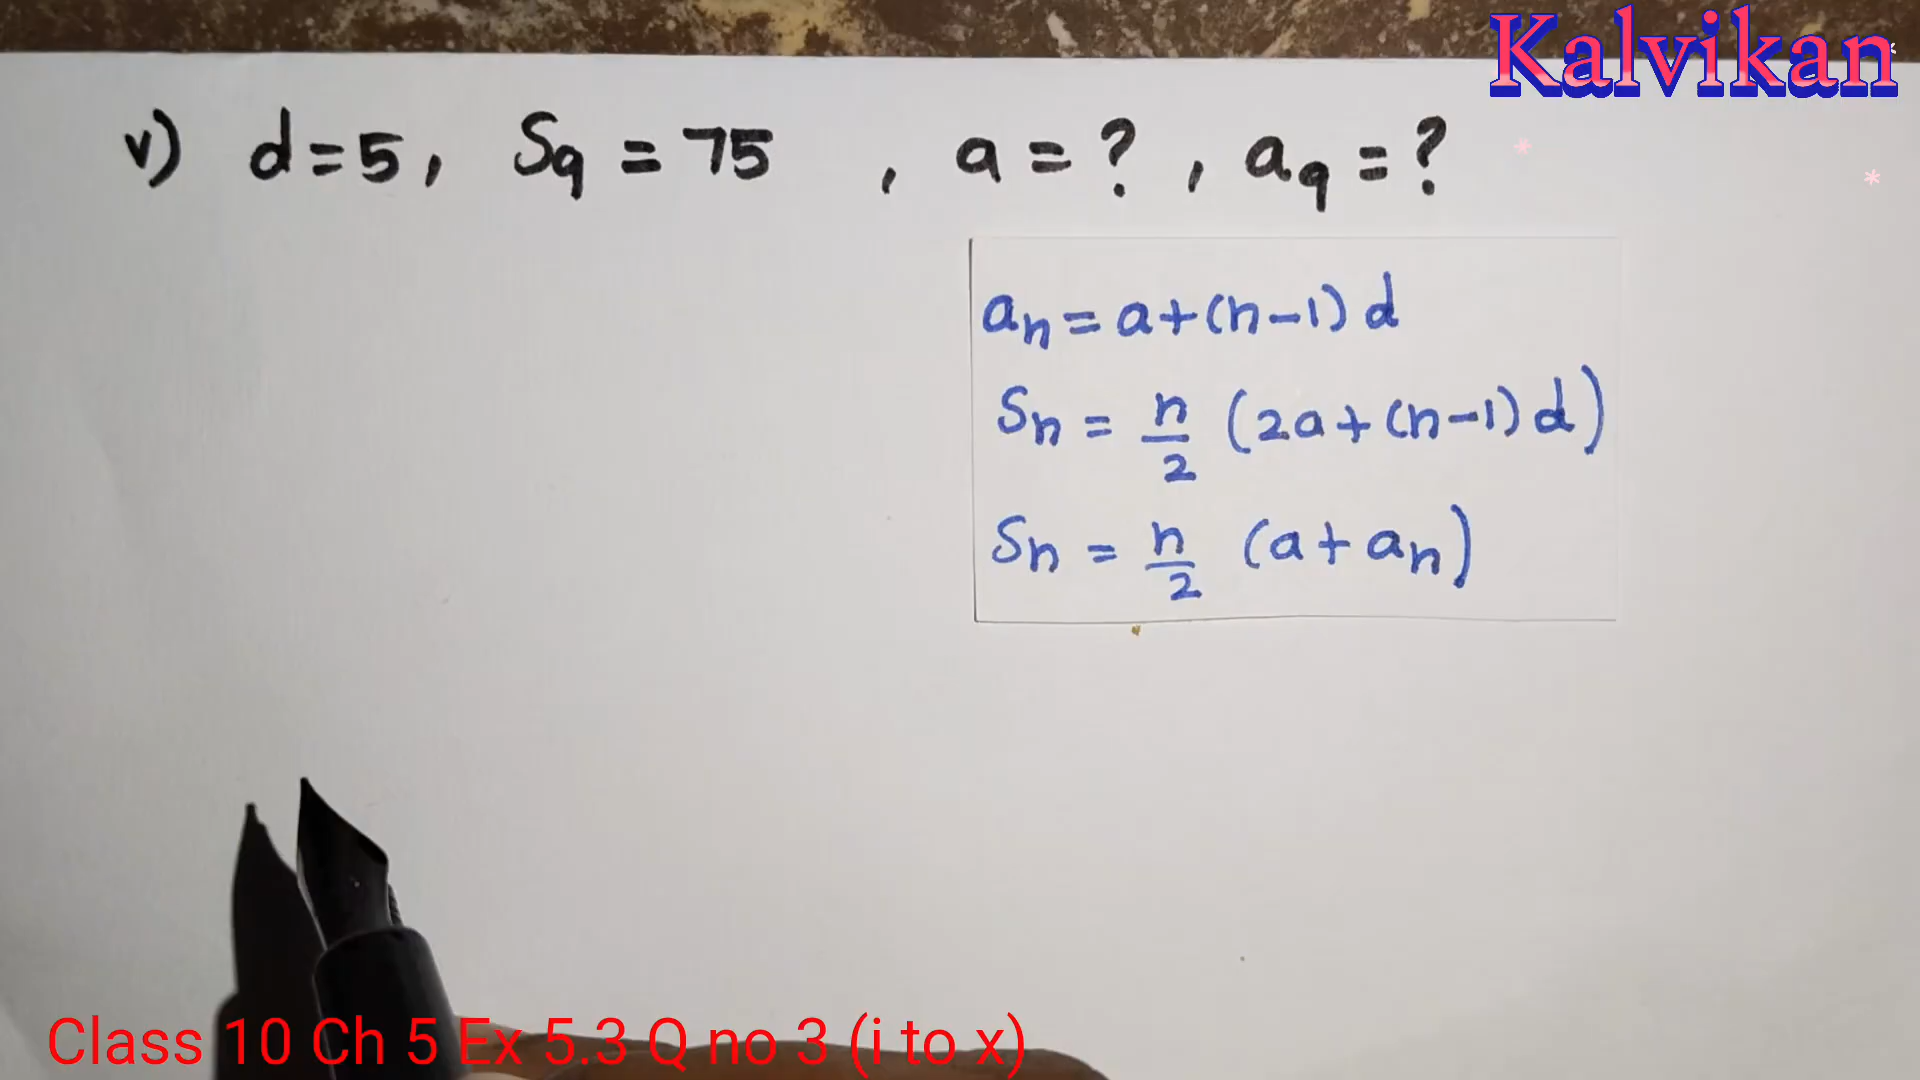 Kalvikan
v) d=5, S₉ = 75 , a = ? , a₉ = ?
aₙ = a+(n-1) d
Sₙ = n/2 (2a+(n-1) d)
Sₙ = n/2 (a + aₙ)
Class 10 Ch 5 Ex 5.3 Q no 3 (i to x)